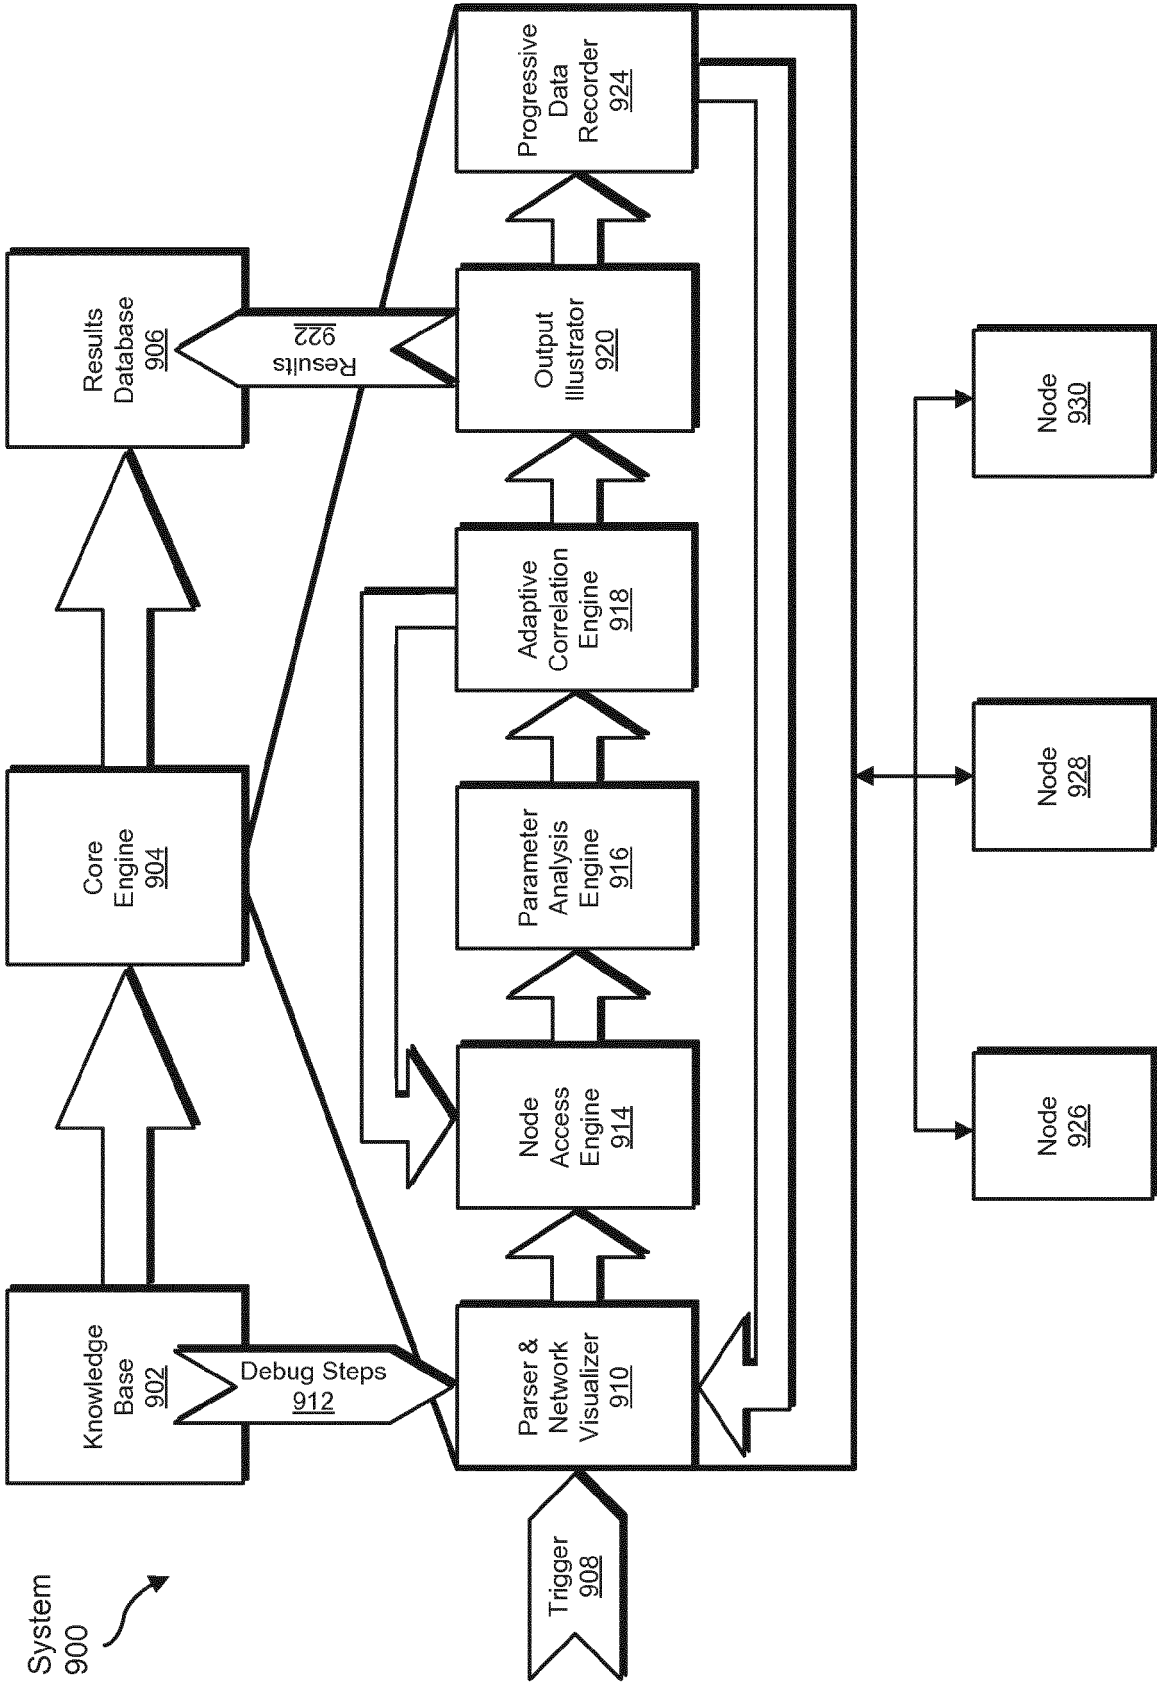 System
900
Knowledge
Base
902
Core
Engine
904
Results
Database
906
Debug Steps
912
Results
922
Trigger
908
Parser &
Network
Visualizer
910
Node
Access
Engine
914
Parameter
Analysis
Engine
916
Adaptive
Correlation
Engine
918
Output
Illustrator
920
Progressive
Data
Recorder
924
Node
926
Node
928
Node
930